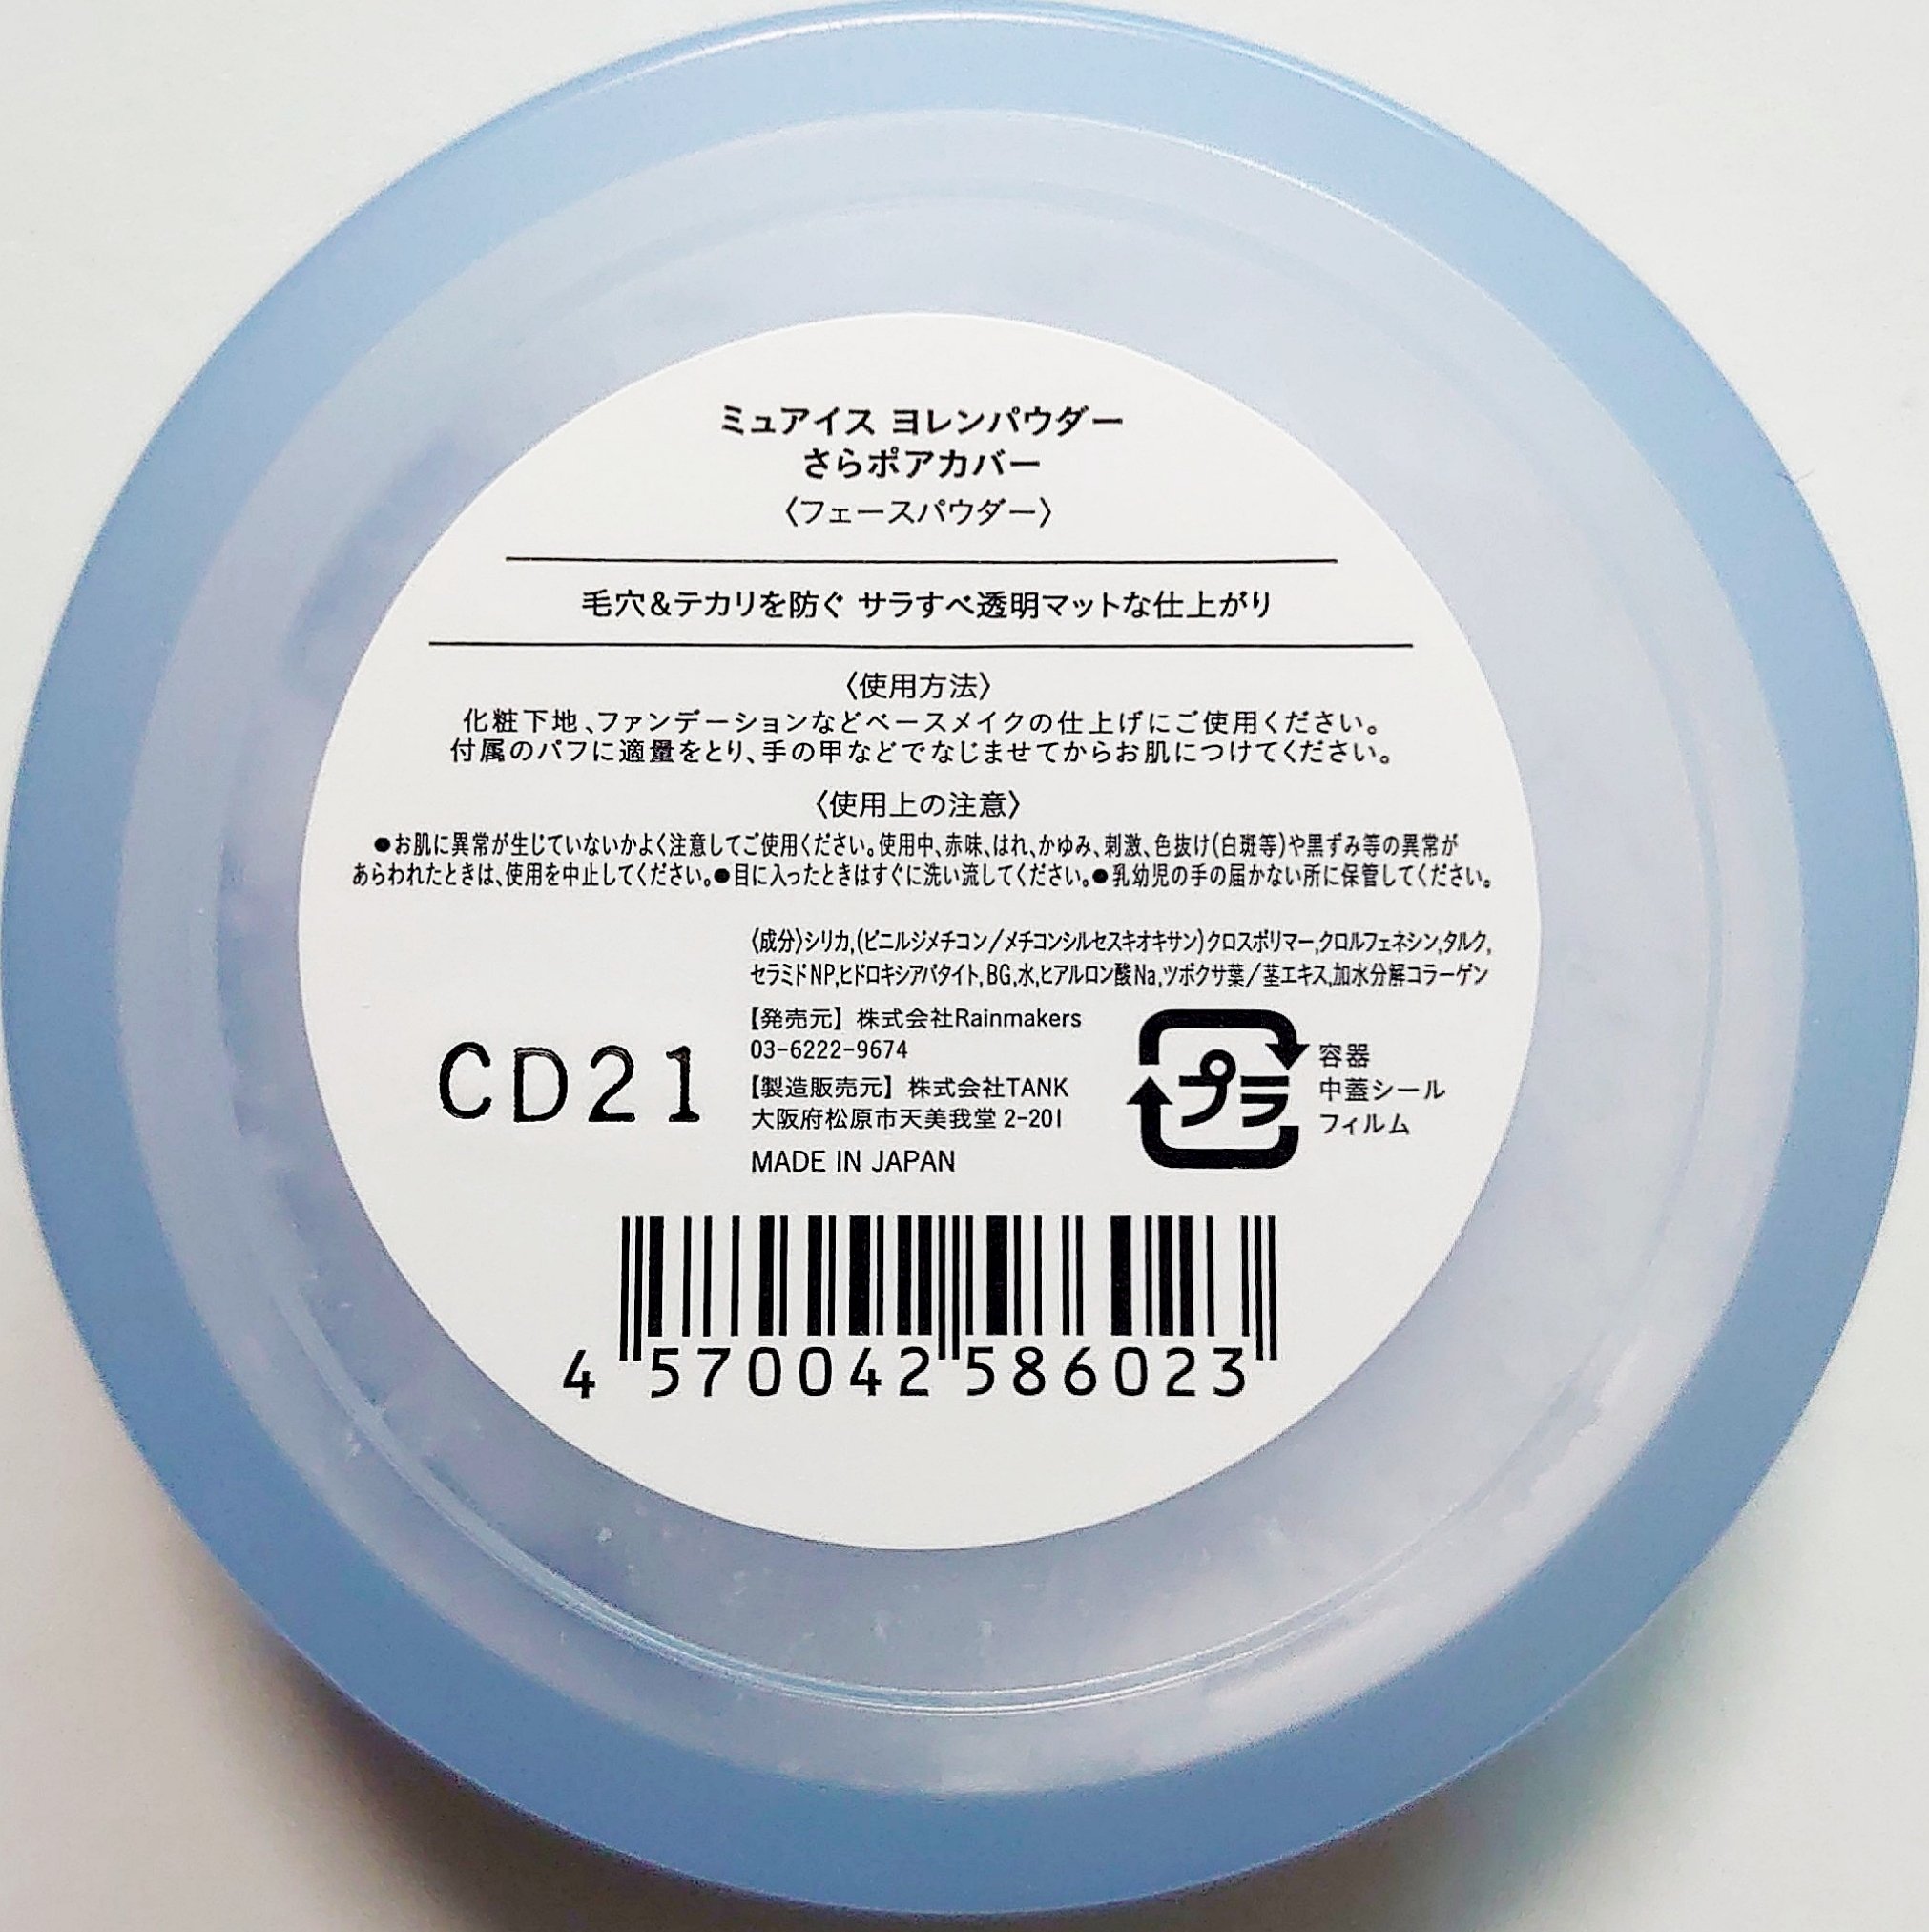 ミュアイス ヨレンパウダー
さらポアカバー
〈フェースパウダー〉
毛穴&テカリを防ぐ サラすべ透明マットな仕上がり
〈使用方法〉
化粧下地、ファンデーションなどベースメイクの仕上げにご使用ください。
付属のパフに適量をとり、手の甲などでなじませてからお肌につけてください。
〈使用上の注意〉
●お肌に異常が生じていないかよく注意してご使用ください。使用中、赤味、はれ、かゆみ、刺激、色抜け(白斑等)や黒ずみ等の異常が
あらわれたときは、使用を中止してください。●目に入ったときはすぐに洗い流してください。●乳幼児の手の届かない所に保管してください。
〈成分〉シリカ,(ビニルジメチコン/メチコンシルセスキオキサン)クロスポリマー,クロルフェネシン,タルク,
セラミドNP,ヒドロキシアパタイト,BG,水,ヒアルロン酸Na,ツボクサ葉/茎エキス,加水分解コラーゲン
【発売元】株式会社Rainmakers
03-6222-9674
【製造販売元】株式会社TANK
大阪府松原市天美我堂 2-201
MADE IN JAPAN
CD21
プラ
容器
中蓋シール
フィルム
4 570042 586023